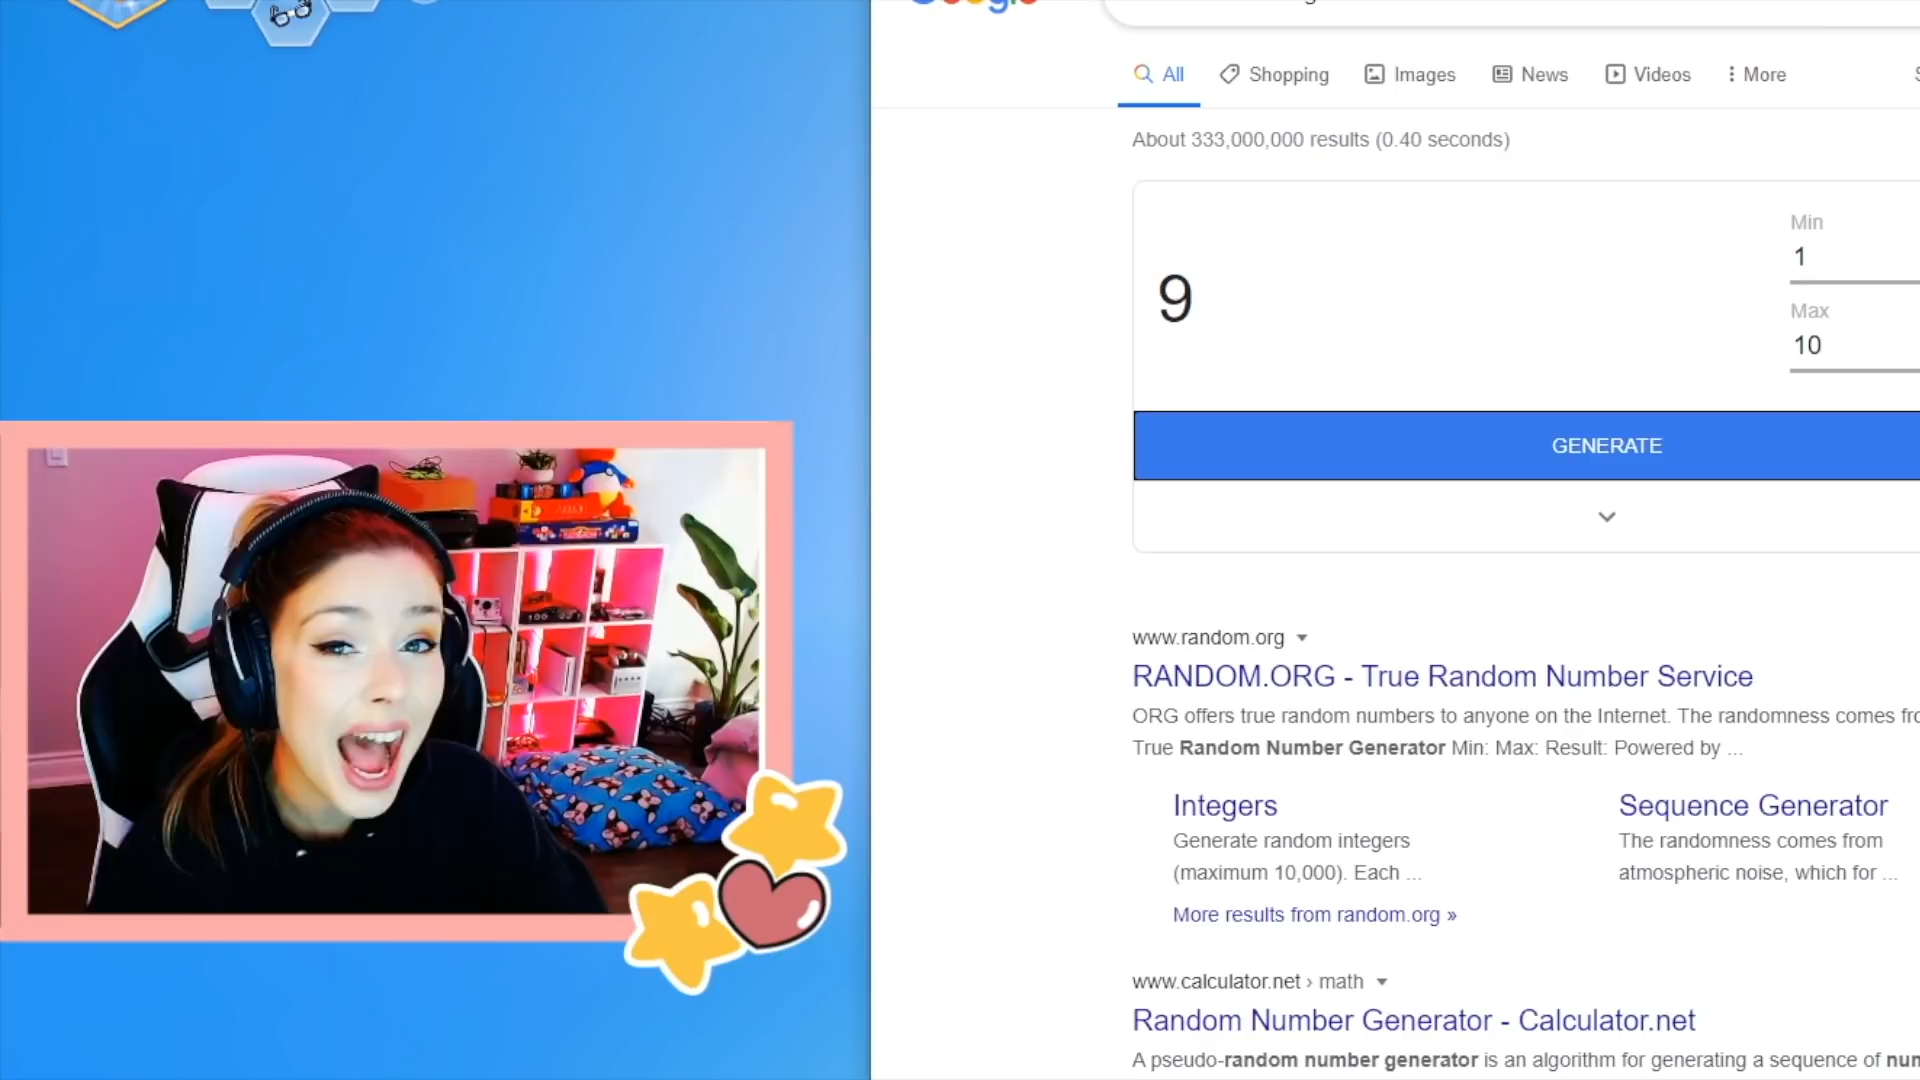 All Shopping Images News Videos More
About 333,000,000 results (0.40 seconds)
Min
1
9
Max
10
GENERATE
www.random.org
RANDOM.ORG - True Random Number Service
ORG offers true random numbers to anyone on the Internet. The randomness comes
True Random Number Generator Min: Max: Result: Powered by ...
Integers
Generate random integers
(maximum 10,000). Each ...
Sequence Generator
The randomness comes from
atmospheric noise, which for ...
More results from random.org »
www.calculator.net › math
Random Number Generator - Calculator.net
A pseudo-random number generator is an algorithm for generating a sequence of